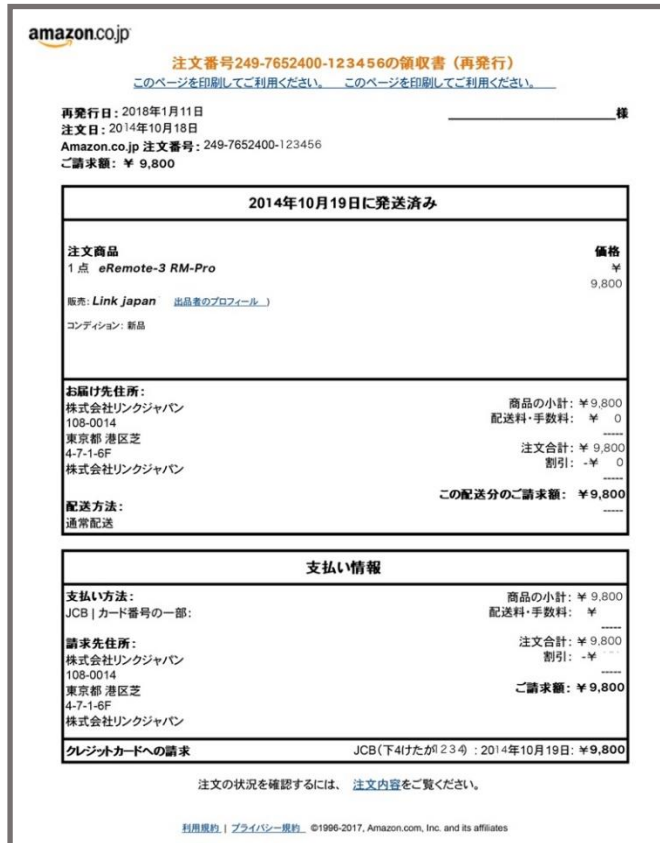 amazon.co.jp
注文番号249-7652400-123456の領収書（再発行）
このページを印刷してご利用ください。 このページを印刷してご利用ください。
再発行日: 2018年1月11日 様
注文日: 2014年10月18日
Amazon.co.jp 注文番号: 249-7652400-123456
ご請求額: ￥ 9,800
2014年10月19日に発送済み
注文商品 価格
1 点 eRemote-3 RM-Pro ￥
9,800
販売: Link japan 出品者のプロフィール )
コンディション: 新品
お届け先住所:
株式会社リンクジャパン 商品の小計: ￥9,800
108-0014 配送料・手数料: ￥ 0
東京都 港区芝 -----
4-7-1-6F 注文合計: ￥ 9,800
株式会社リンクジャパン 割引: -￥ 0
-----
この配送分のご請求額: ￥9,800
配送方法: -----
通常配送
支払い情報
支払い方法: 商品の小計: ￥ 9,800
JCB | カード番号の一部: 配送料・手数料: ￥
-----
請求先住所: 注文合計: ￥ 9,800
株式会社リンクジャパン 割引: -￥
108-0014 -----
東京都 港区芝 ご請求額: ￥ 9,800
4-7-1-6F
株式会社リンクジャパン
クレジットカードへの請求 JCB（下4けたが1234）: 2014年10月19日: ￥9,800
注文の状況を確認するには、 注文内容をご覧ください。
利用規約 | プライバシー規約 ©1996-2017, Amazon.com, Inc. and its affiliates